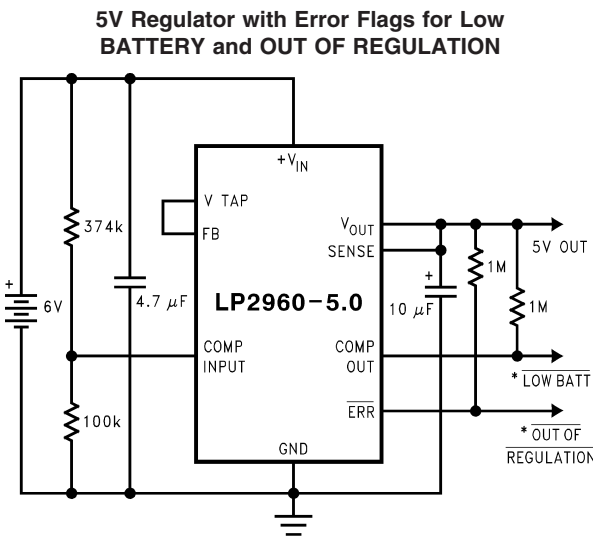 5V Regulator with Error Flags for Low
BATTERY and OUT OF REGULATION
+VIN
V TAP
FB
374k
VOUT
SENSE
5V OUT
+
6V
4.7 μF
LP2960-5.0
+
10 μF
1M
1M
COMP
INPUT
COMP
OUT
* LOW BATT
100k
ERR
* OUT OF
REGULATION
GND